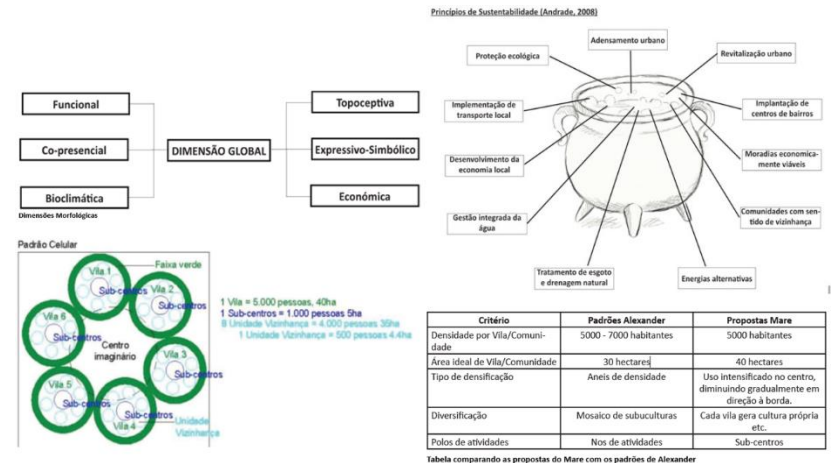 Princípios de Sustentabilidade (Andrade, 2008)
Adensamento urbano
Proteção ecológica
Revitalização urbano
Implementação de
transporte local
Implantação de
centros de bairros
Desenvolvimento da
economia local
Moradias economica-
mente viáveis
Gestão integrada da
água
Comunidades com sen-
tido de vizinhança
Tratamento de esgoto
e drenagem natural
Energias alternativas
Funcional
Co-presencial
Bioclimática
DIMENSÃO GLOBAL
Topoceptiva
Expressivo-Simbólico
Económica
Dimensões Morfológicas
Padrão Celular
Faixa verde
Vila 1
Sub-centros
Vila 2
Sub-centros
Vila 6
Centro
imaginário
Vila 3
Sub-centros
Vila 5
Sub-centros
Sub-centros
Vila 4
Unidade
Vizinhança
1 Vila = 5.000 pessoas, 40ha
1 Sub-centros = 1.000 pessoas 5ha
8 Unidade Vizinhança = 4.000 pessoas 35ha
1 Unidade Vizinhança = 500 pessoas 4.4ha
Critério Padrões Alexander Propostas Mare
Densidade por Vila/Comuni-
dade 5000 - 7000 habitantes 5000 habitantes
Área ideal de Vila/Comunidade 30 hectares 40 hectares
Tipo de densificação Aneis de densidade Uso intensificado no centro,
diminuindo gradualmente em
direção à borda.
Diversificação Mosaico de subuculturas Cada vila gera cultura própria
etc.
Polos de atividades Nos de atividades Sub-centros
Tabela comparando as propostas do Mare com os padrões de Alexander